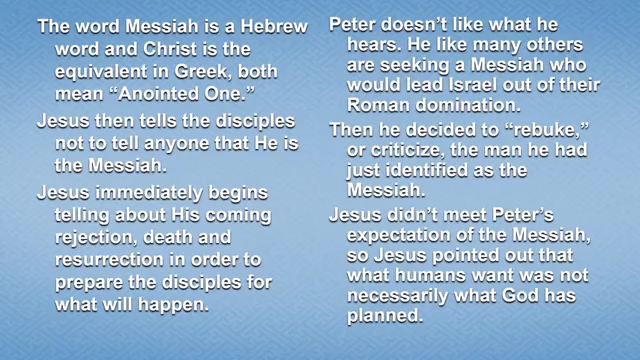 The word Messiah is a Hebrew
word and Christ is the
equivalent in Greek, both
mean “Anointed One.”
Jesus then tells the disciples
not to tell anyone that He is
the Messiah.
Jesus immediately begins
telling about His coming
rejection, death and
resurrection in order to
prepare the disciples for
what will happen.
Peter doesn’t like what he
hears. He like many others
are seeking a Messiah who
would lead Israel out of their
Roman domination.
Then he decided to “rebuke,”
or criticize, the man he had
just identified as the
Messiah.
Jesus didn’t meet Peter’s
expectation of the Messiah,
so Jesus pointed out that
what humans want was not
necessarily what God has
planned.